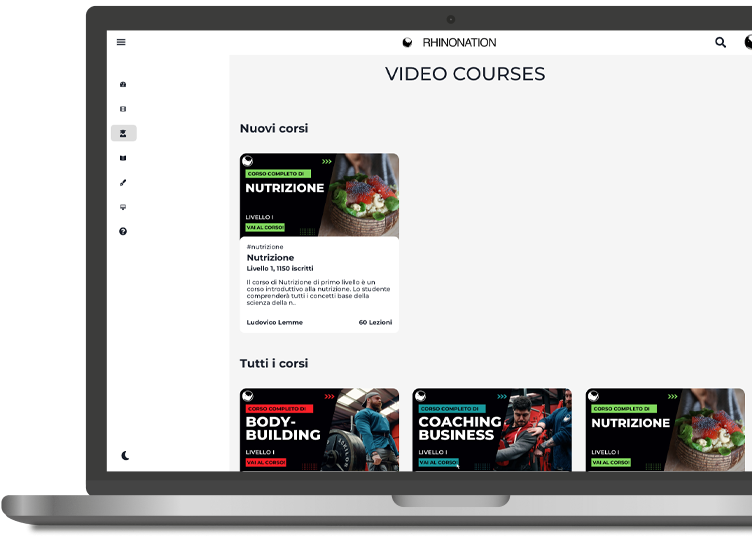 RHINONATION
VIDEO COURSES
Nuovi corsi
CORSO COMPLETO DI
NUTRIZIONE
LIVELLO I
VAI AL CORSO!
#nutrizione
Nutrizione
Livello 1, 1150 iscritti
Il corso di Nutrizione di primo livello è un
corso introduttivo alla nutrizione. Lo studente
comprenderà tutti i concetti base della
scienza della n..
Ludovico Lemme 60 Lezioni
Tutti i corsi
CORSO COMPLETO DI
BODY-
BUILDING
LIVELLO I
VAI AL CORSO!
CORSO COMPLETO DI
COACHING
BUSINESS
LIVELLO I
VAI AL CORSO!
CORSO COMPLETO DI
NUTRIZIONE
LIVELLO I
VAI AL CORSO!